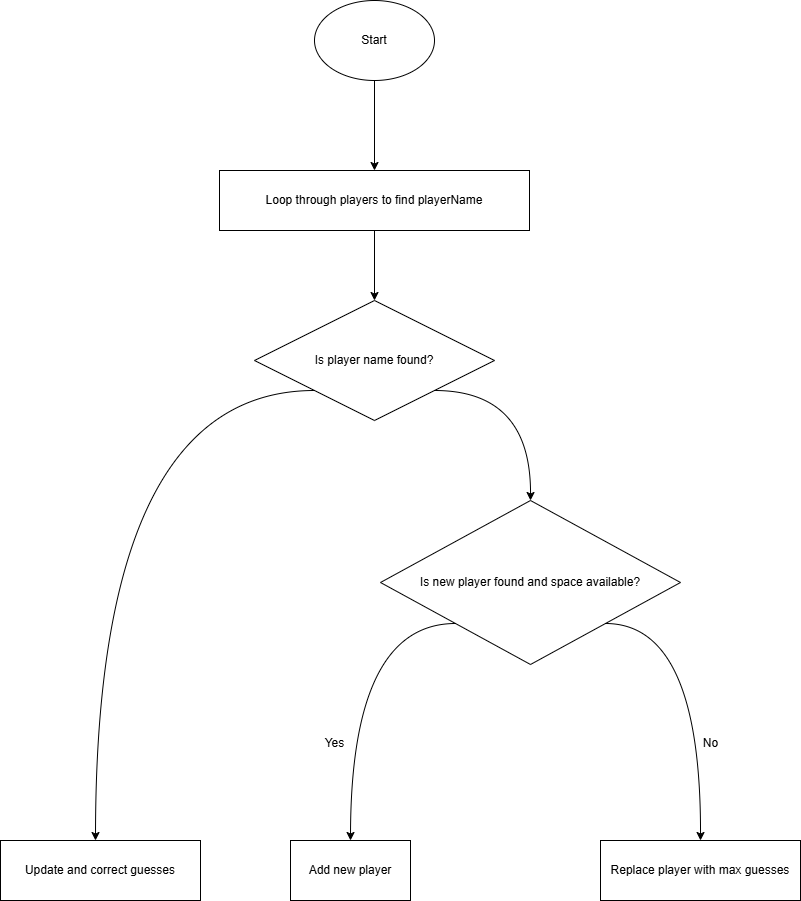 Start
Loop through players to find playerName
Is player name found?
Is new player found and space available?
Yes
No
Update and correct guesses
Add new player
Replace player with max guesses